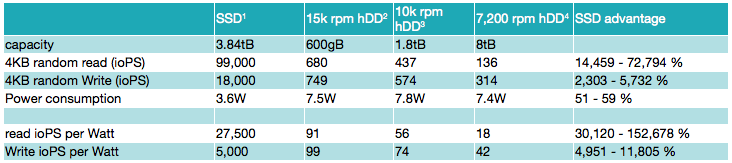 SSD1 15k rpm hDD2 10k rpm hDD3 7,200 rpm hDD4 SSD advantage
capacity 3.84tB 600gB 1.8tB 8tB
4KB random read (ioPS) 99,000 680 437 136 14,459 - 72,794 %
4KB random Write (ioPS) 18,000 749 574 314 2,303 - 5,732 %
Power consumption 3.6W 7.5W 7.8W 7.4W 51 - 59 %
read ioPS per Watt 27,500 91 56 18 30,120 - 152,678 %
Write ioPS per Watt 5,000 99 74 42 4,951 - 11,805 %